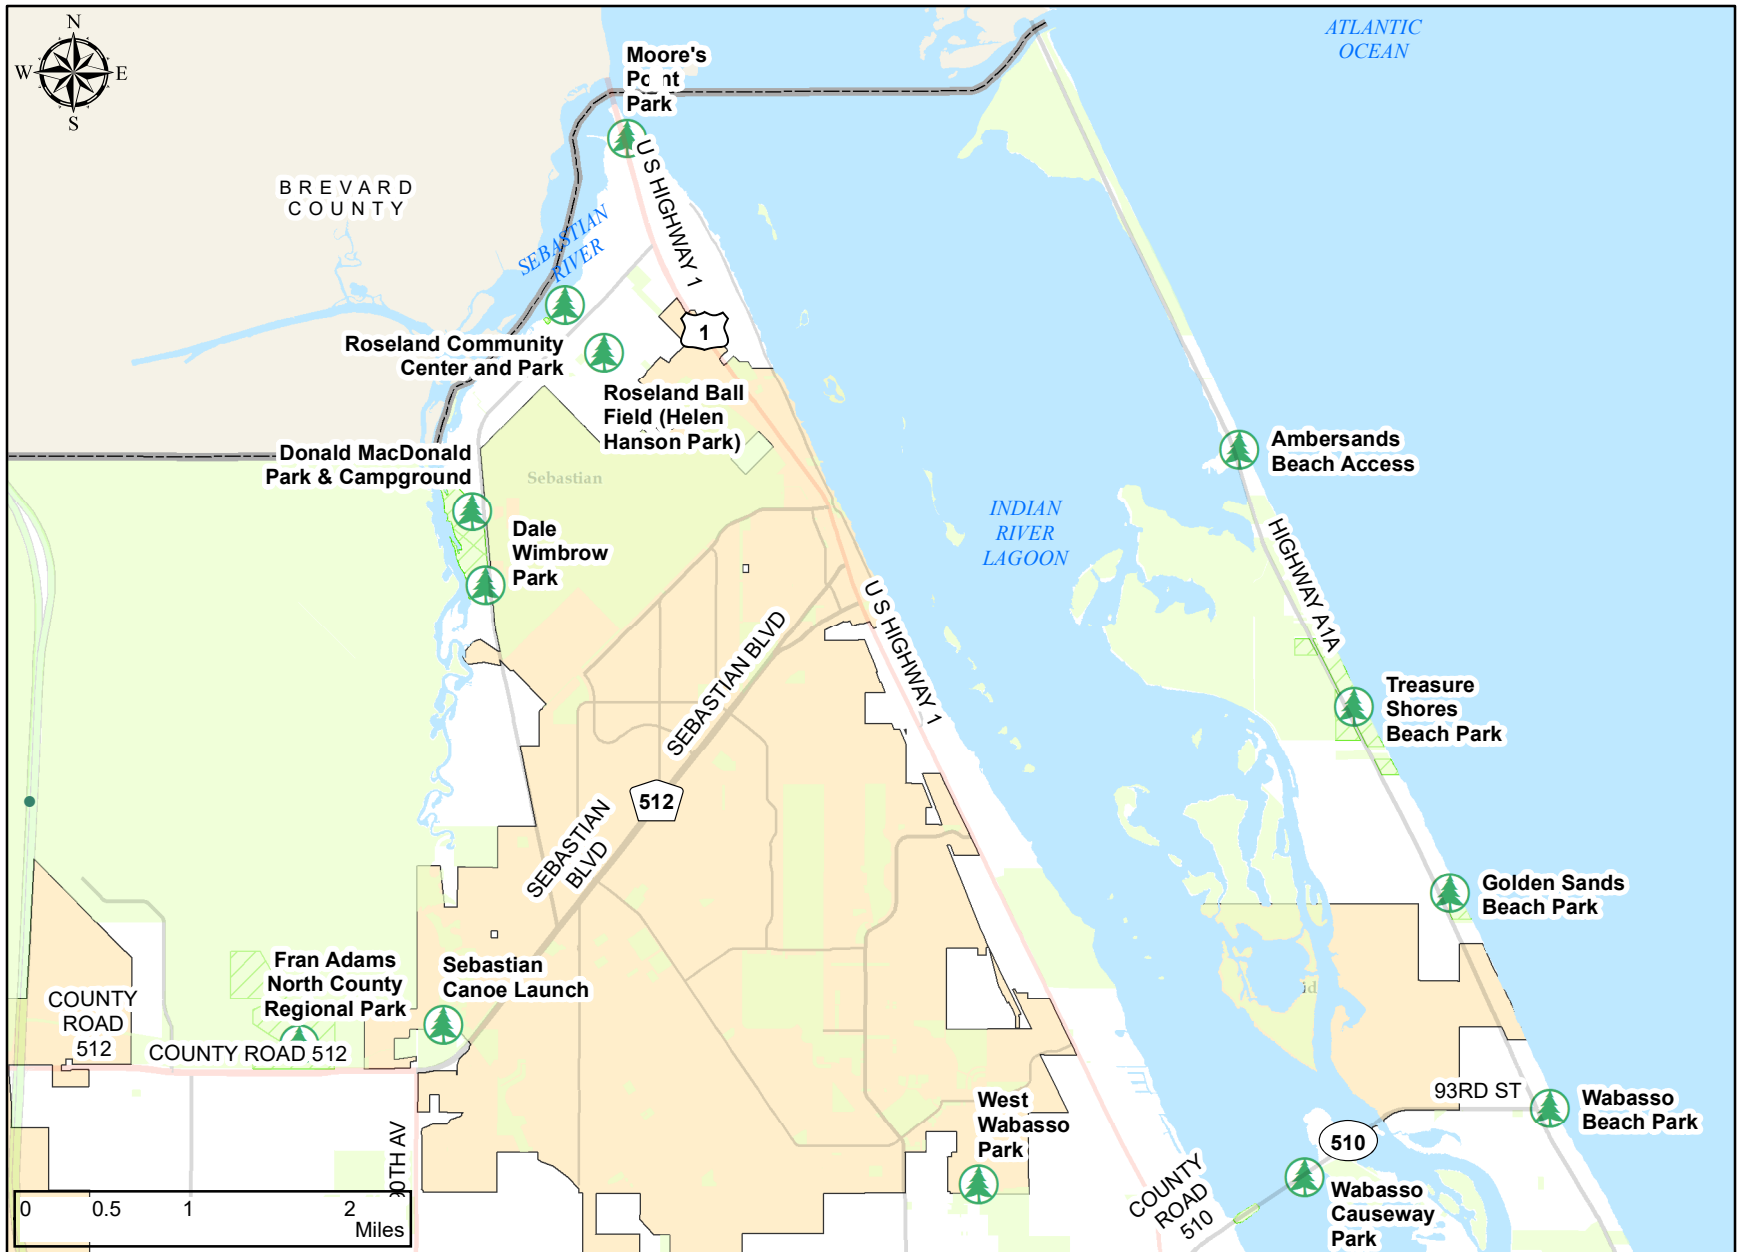 N
W
E
S
ATLANTIC
OCEAN
Moore's
Po nt
Park
BREVARD
COUNTY
U S HIGHWAY 1
SEBASTIAN
RIVER
1
Roseland Community
Center and Park
Roseland Ball
Field (Helen
Hanson Park)
Donald MacDonald
Park & Campground
Sebastian
Ambersands
Beach Access
Dale
Wimbrow
Park
INDIAN
RIVER
LAGOON
HIGHWAY A1A
U S HIGHWAY 1
SEBASTIAN BLVD
Treasure
Shores
Beach Park
512
SEBASTIAN
BLVD
Golden Sands
Beach Park
Fran Adams
North County
Regional Park
Sebastian
Canoe Launch
COUNTY
ROAD
512
COUNTY ROAD 512
id
93RD ST
Wabasso
Beach Park
West
Wabasso
Park
510
0TH AV
COUNTY
ROAD
510
Wabasso
Causeway
Park
0
0.5
1
2
Miles